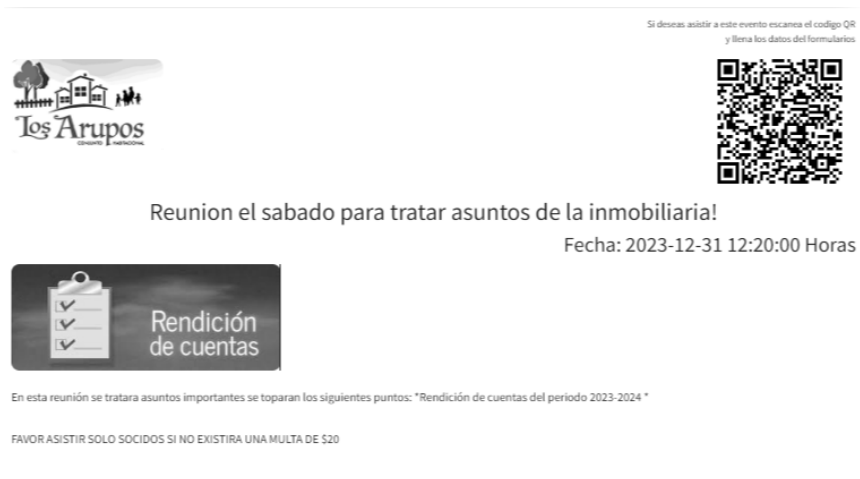 Si deseas asistir a este evento escanea el codigo QR
y llena los datos del formularios
Los Arupos
CONJUNTO HABITACIONAL
Reunion el sabado para tratar asuntos de la inmobiliaria!
Fecha: 2023-12-31 12:20:00 Horas
Rendición
de cuentas
En esta reunión se tratara asuntos importantes se toparan los siguientes puntos: "Rendición de cuentas del periodo 2023-2024 "
FAVOR ASISTIR SOLO SOCIDOS SI NO EXISTIRA UNA MULTA DE $20